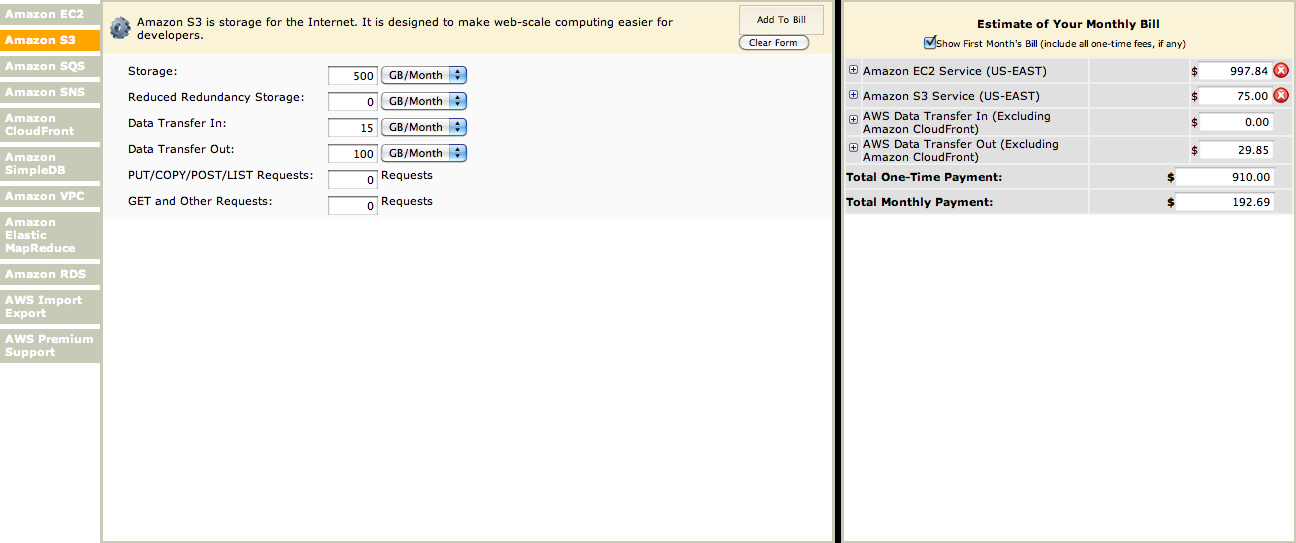 Amazon EC2
Amazon S3
Amazon SQS
Amazon SNS
Amazon
CloudFront
Amazon
SimpleDB
Amazon VPC
Amazon
Elastic
MapReduce
Amazon RDS
AWS Import
Export
AWS Premium
Support
Amazon S3 is storage for the Internet. It is designed to make web-scale computing easier for
developers.
Add To Bill
Clear Form
Storage: 500 GB/Month
Reduced Redundancy Storage: 0 GB/Month
Data Transfer In: 15 GB/Month
Data Transfer Out: 100 GB/Month
PUT/COPY/POST/LIST Requests: 0 Requests
GET and Other Requests: 0 Requests
Estimate of Your Monthly Bill
Show First Month's Bill (include all one-time fees, if any)
Amazon EC2 Service (US-EAST) $ 997.84
Amazon S3 Service (US-EAST) $ 75.00
AWS Data Transfer In (Excluding
Amazon CloudFront) $ 0.00
AWS Data Transfer Out (Excluding
Amazon CloudFront) $ 29.85
Total One-Time Payment: $ 910.00
Total Monthly Payment: $ 192.69